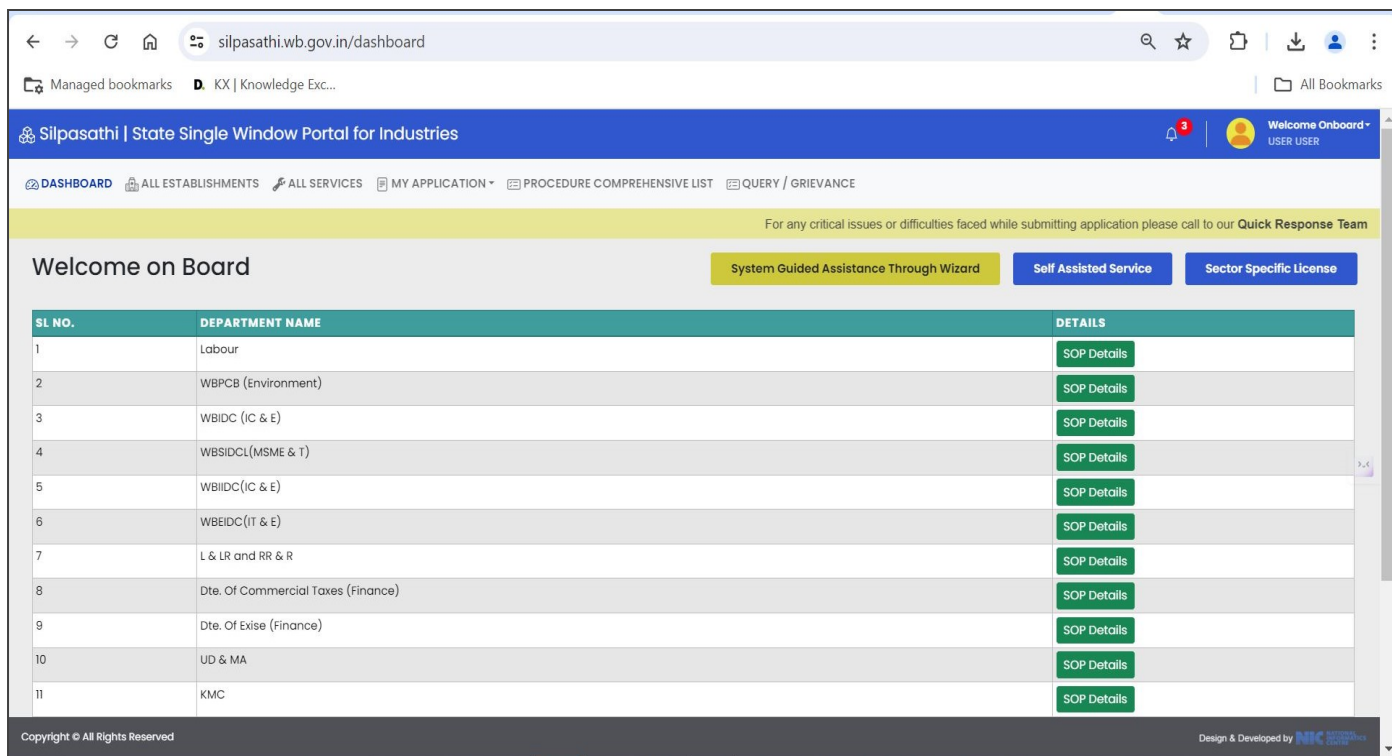 silpasathi.wb.gov.in/dashboard
Managed bookmarks D. KX | Knowledge Exc... All Bookmarks
Silpasathi | State Single Window Portal for Industries 3 Welcome Onboard
USER USER
DASHBOARD ALL ESTABLISHMENTS ALL SERVICES MY APPLICATION PROCEDURE COMPREHENSIVE LIST QUERY / GRIEVANCE
For any critical issues or difficulties faced while submitting application please call to our Quick Response Team
Welcome on Board System Guided Assistance Through Wizard Self Assisted Service Sector Specific License
SL NO. DEPARTMENT NAME DETAILS
1 Labour SOP Details
2 WBPCB (Environment) SOP Details
3 WBIDC (IC & E) SOP Details
4 WBSIDCL(MSME & T) SOP Details
5 WBIIDC(IC & E) SOP Details
6 WBEIDC(IT & E) SOP Details
7 L & LR and RR & R SOP Details
8 Dte. Of Commercial Taxes (Finance) SOP Details
9 Dte. Of Exise (Finance) SOP Details
10 UD & MA SOP Details
11 KMC SOP Details
Copyright © All Rights Reserved Design & Developed by NIC NATIONAL INFORMATICS CENTRE